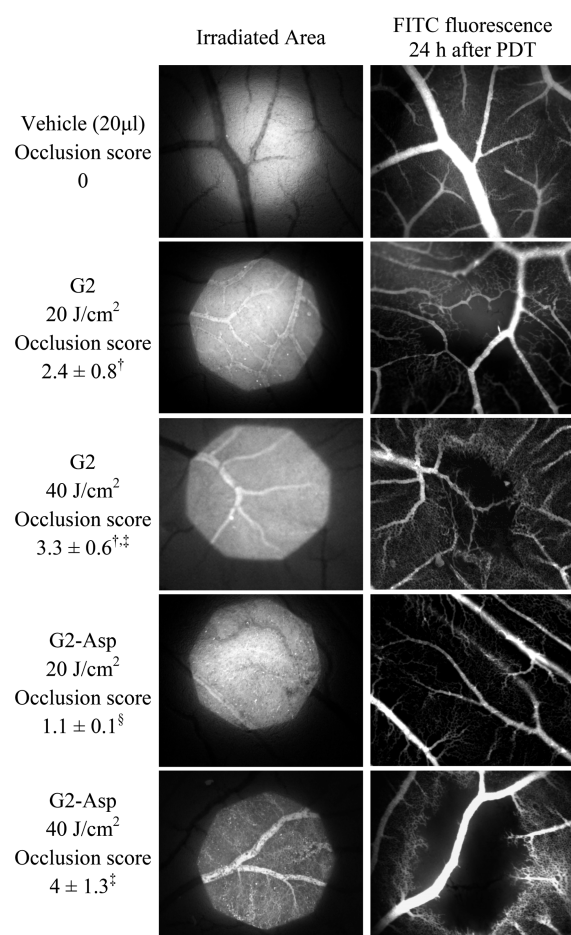 Irradiated Area
FITC fluorescence
24 h after PDT
Vehicle (20μl)
Occlusion score
0
G2
20 J/cm²
Occlusion score
2.4 ± 0.8†
G2
40 J/cm²
Occlusion score
3.3 ± 0.6†,‡
G2-Asp
20 J/cm²
Occlusion score
1.1 ± 0.1§
G2-Asp
40 J/cm²
Occlusion score
4 ± 1.3‡